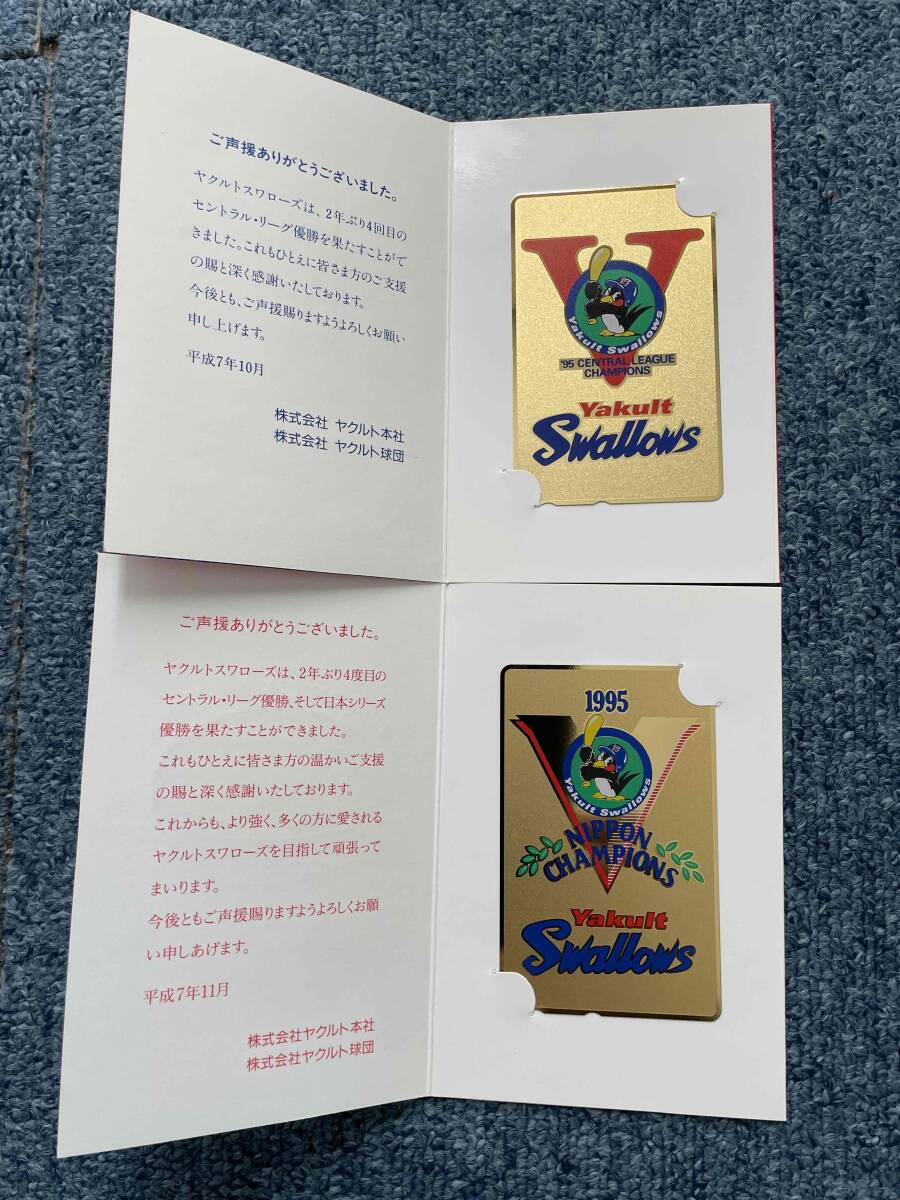 ご声援ありがとうございました。
ヤクルトスワローズは、2年ぶり4回目の
セントラル・リーグ優勝を果たすことがで
きました。これもひとえに皆さま方のご支援
の賜と深く感謝いたしております。
今後とも、ご声援賜りますようよろしくお願い
申し上げます。
平成7年10月
株式会社 ヤクルト本社
株式会社 ヤクルト球団
Yakult Swallows
'95 CENTRAL LEAGUE
CHAMPIONS
Yakult
Swallows
ご声援ありがとうございました。
ヤクルトスワローズは、2年ぶり4度目の
セントラル・リーグ優勝、そして日本シリーズ
優勝を果たすことができました。
これもひとえに皆さま方の温かいご支援
の賜と深く感謝いたしております。
これからも、より強く、多くの方に愛される
ヤクルトスワローズを目指して頑張って
まいります。
今後ともご声援賜りますようよろしくお願
い申しあげます。
平成7年11月
株式会社ヤクルト本社
株式会社ヤクルト球団
1995
Yakult Swallows
NIPPON
CHAMPIONS
Yakult
Swallows